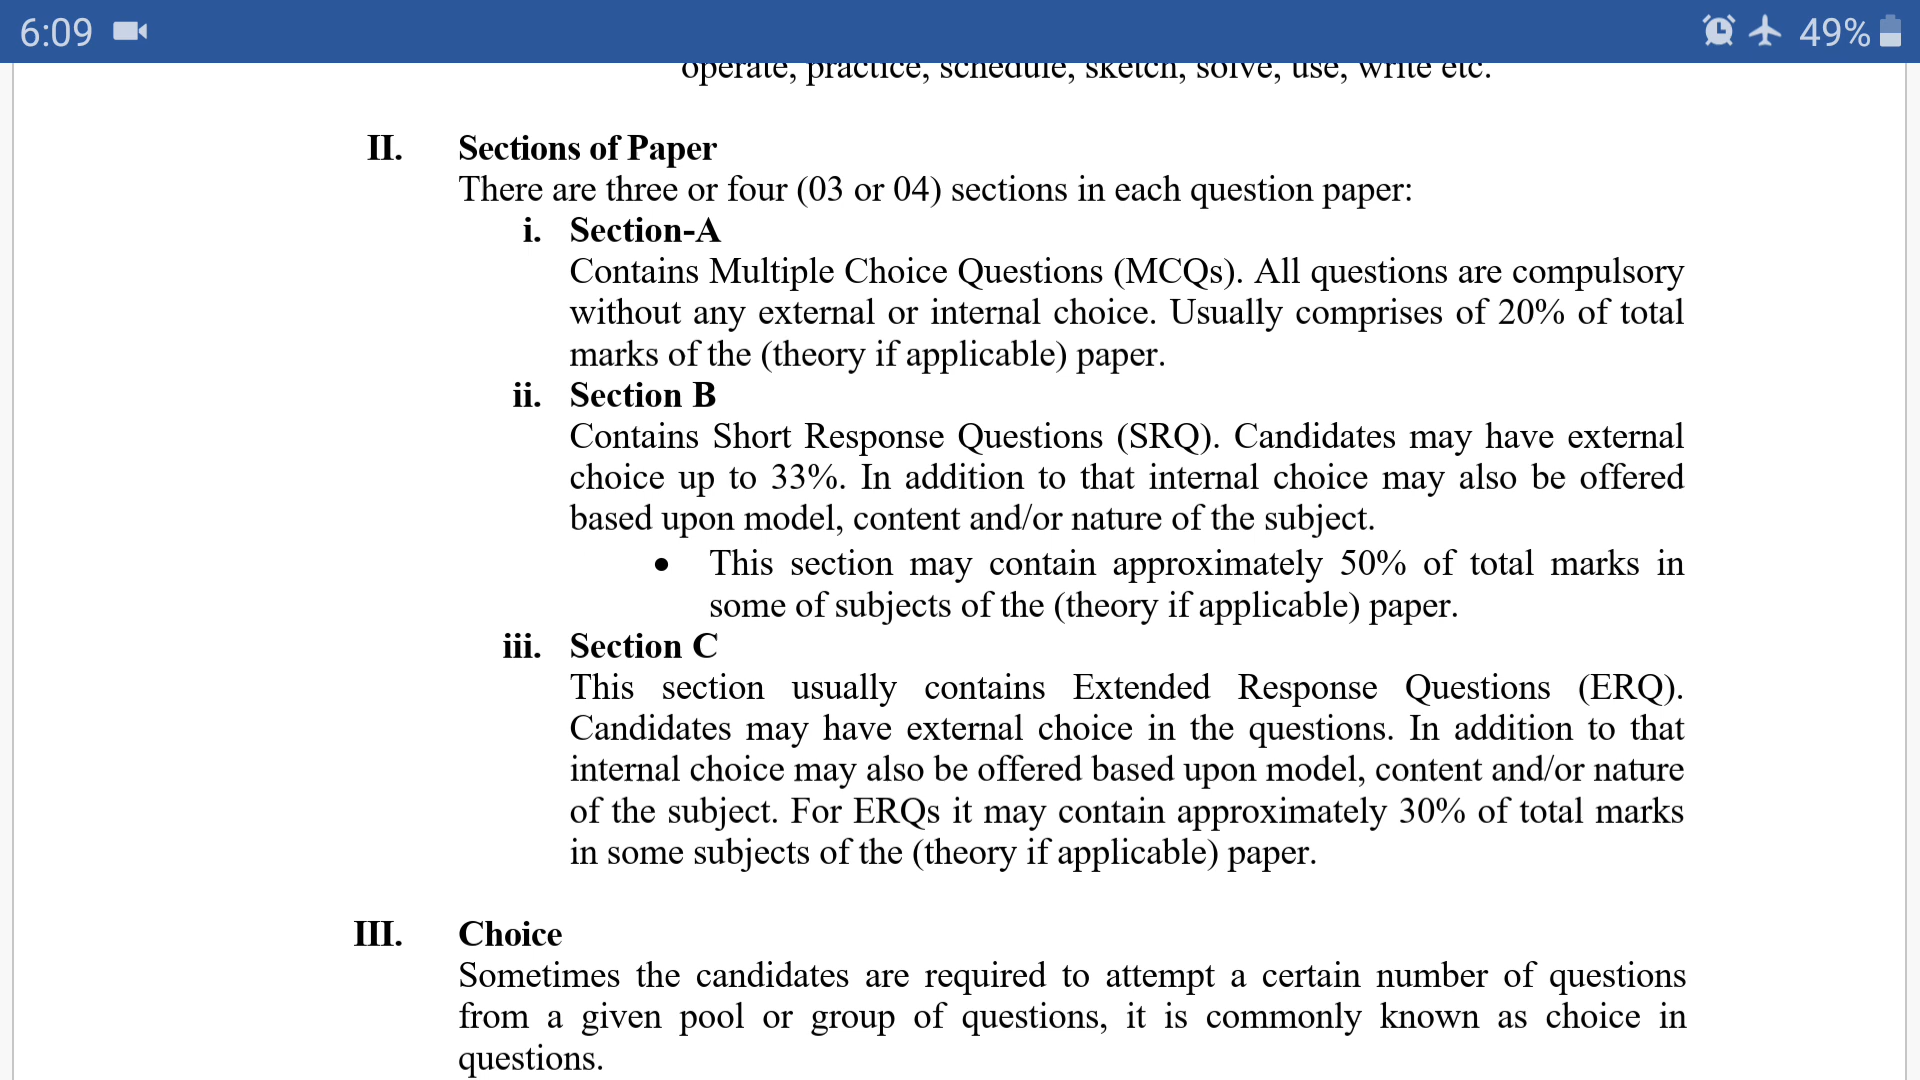 6:09 49%
operate, practice, schedule, sketch, solve, use, write etc.
II. Sections of Paper
There are three or four (03 or 04) sections in each question paper:
i. Section-A
Contains Multiple Choice Questions (MCQs). All questions are compulsory
without any external or internal choice. Usually comprises of 20% of total
marks of the (theory if applicable) paper.
ii. Section B
Contains Short Response Questions (SRQ). Candidates may have external
choice up to 33%. In addition to that internal choice may also be offered
based upon model, content and/or nature of the subject.
• This section may contain approximately 50% of total marks in
some of subjects of the (theory if applicable) paper.
iii. Section C
This section usually contains Extended Response Questions (ERQ).
Candidates may have external choice in the questions. In addition to that
internal choice may also be offered based upon model, content and/or nature
of the subject. For ERQs it may contain approximately 30% of total marks
in some subjects of the (theory if applicable) paper.
III. Choice
Sometimes the candidates are required to attempt a certain number of questions
from a given pool or group of questions, it is commonly known as choice in
questions.